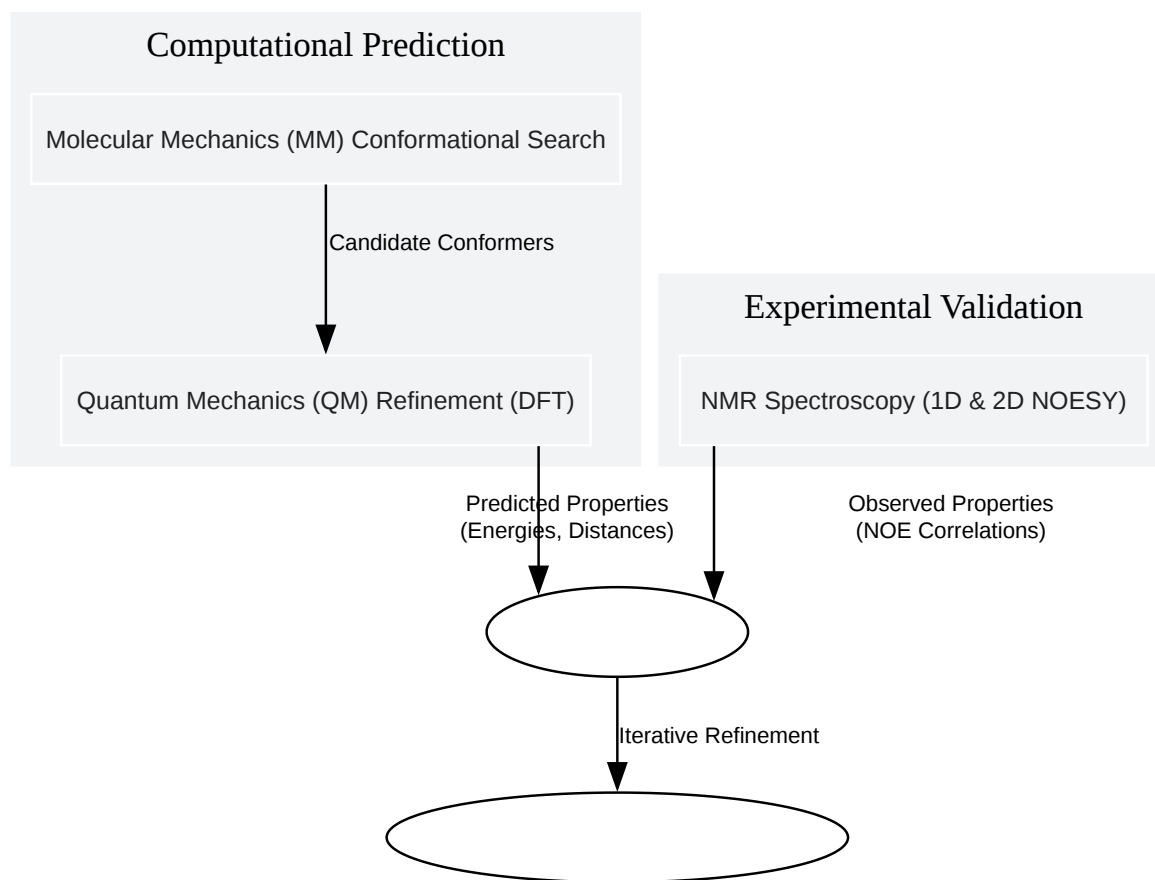 Computational Prediction
Molecular Mechanics (MM) Conformational Search
Candidate Conformers
Quantum Mechanics (QM) Refinement (DFT)
Experimental Validation
NMR Spectroscopy (1D & 2D NOESY)
Predicted Properties
(Energies, Distances)
Observed Properties
(NOE Correlations)
Iterative Refinement